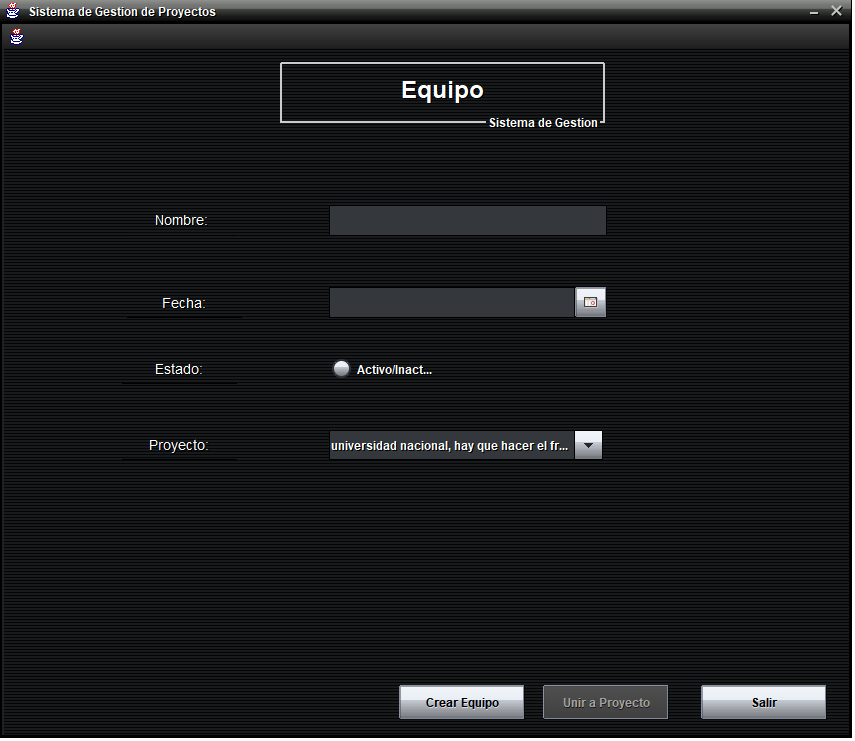 Sistema de Gestion de Proyectos
Equipo
Sistema de Gestion
Nombre:
Fecha:
Estado:
Activo/Inact...
Proyecto:
universidad nacional, hay que hacer el fr...
Crear Equipo
Unir a Proyecto
Salir